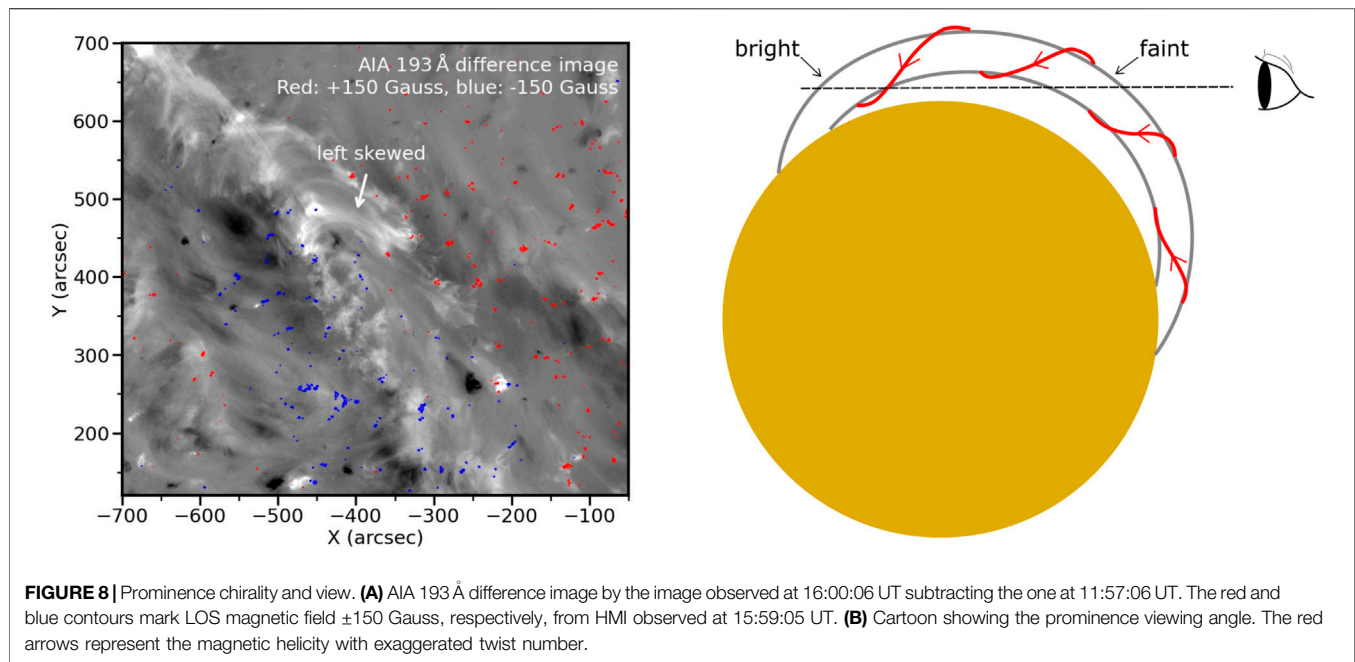 AIA 193 Å difference image
Red: +150 Gauss, blue: -150 Gauss
left skewed
700
600
500
400
300
200
Y (arcsec)
−700
−600
−500
−400
−300
−200
−100
X (arcsec)
bright
faint
FIGURE 8 | Prominence chirality and view. (A) AIA 193 Å difference image by the image observed at 16:00:06 UT subtracting the one at 11:57:06 UT. The red and
blue contours mark LOS magnetic field ±150 Gauss, respectively, from HMI observed at 15:59:05 UT. (B) Cartoon showing the prominence viewing angle. The red
arrows represent the magnetic helicity with exaggerated twist number.